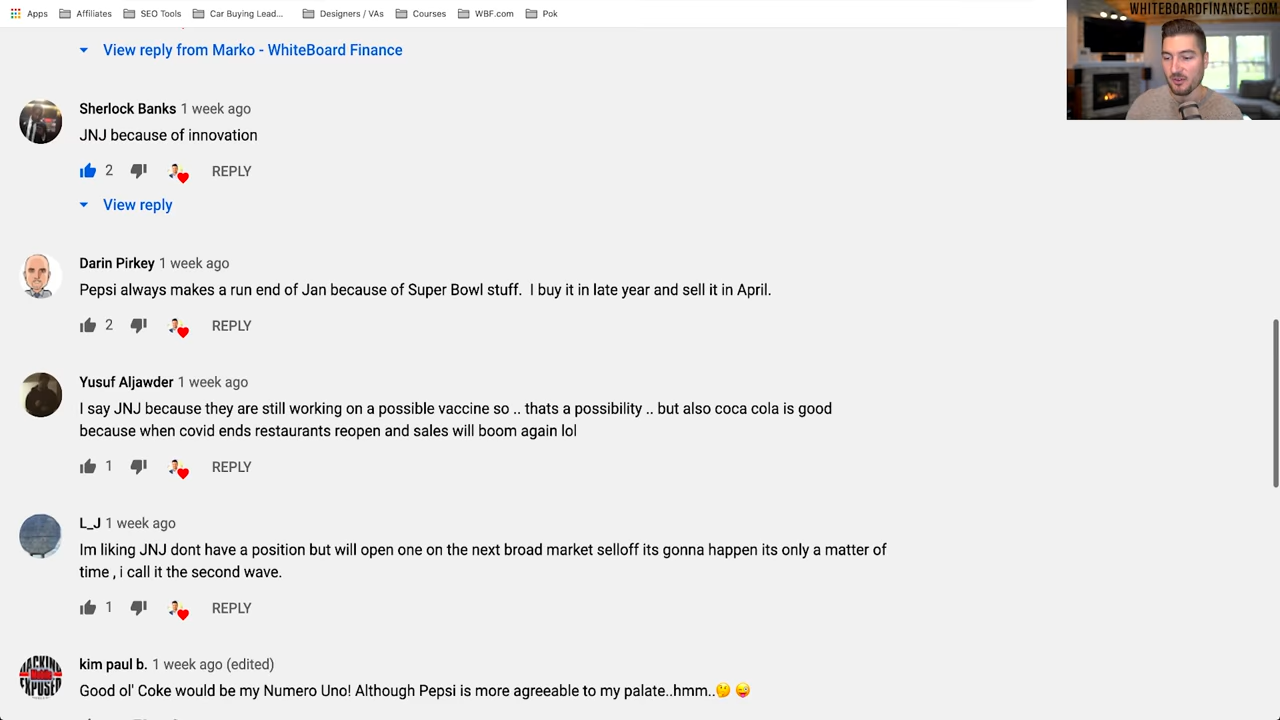 Apps Affiliates SEO Tools Car Buying Lead... Designers / VAs Courses WBF.com Pok
WHITEBOARDFINANCE.COM
View reply from Marko - WhiteBoard Finance
Sherlock Banks 1 week ago
JNJ because of innovation
2 REPLY
View reply
Darin Pirkey 1 week ago
Pepsi always makes a run end of Jan because of Super Bowl stuff. I buy it in late year and sell it in April.
2 REPLY
Yusuf Aljawder 1 week ago
I say JNJ because they are still working on a possible vaccine so .. thats a possibility .. but also coca cola is good
because when covid ends restaurants reopen and sales will boom again lol
1 REPLY
L_J 1 week ago
Im liking JNJ dont have a position but will open one on the next broad market selloff its gonna happen its only a matter of
time , i call it the second wave.
1 REPLY
kim paul b. 1 week ago (edited)
Good ol' Coke would be my Numero Uno! Although Pepsi is more agreeable to my palate..hmm..🤔 😜